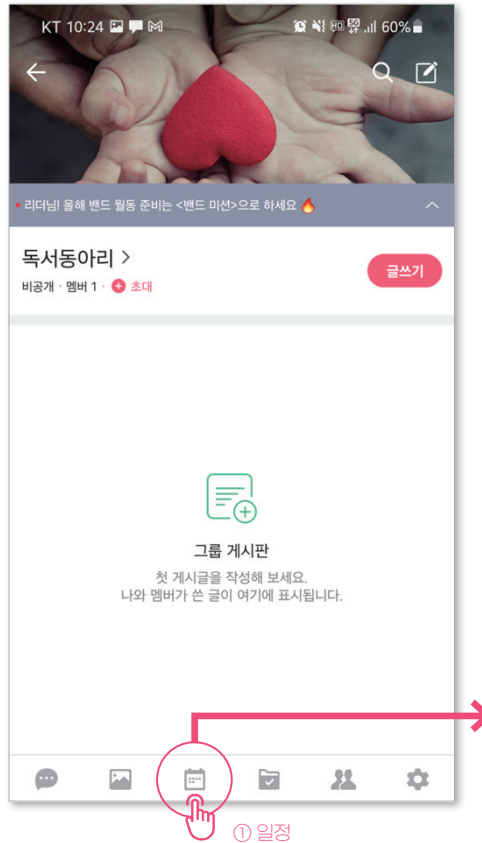 KT 10:24
HD 5G 60%
• 리더님! 올해 밴드 월동 준비는 <밴드 미션>으로 하세요
독서동아리 >
글쓰기
비공개 · 멤버 1 · 초대
그룹 게시판
첫 게시글을 작성해 보세요.
나와 멤버가 쓴 글이 여기에 표시됩니다.
① 일정